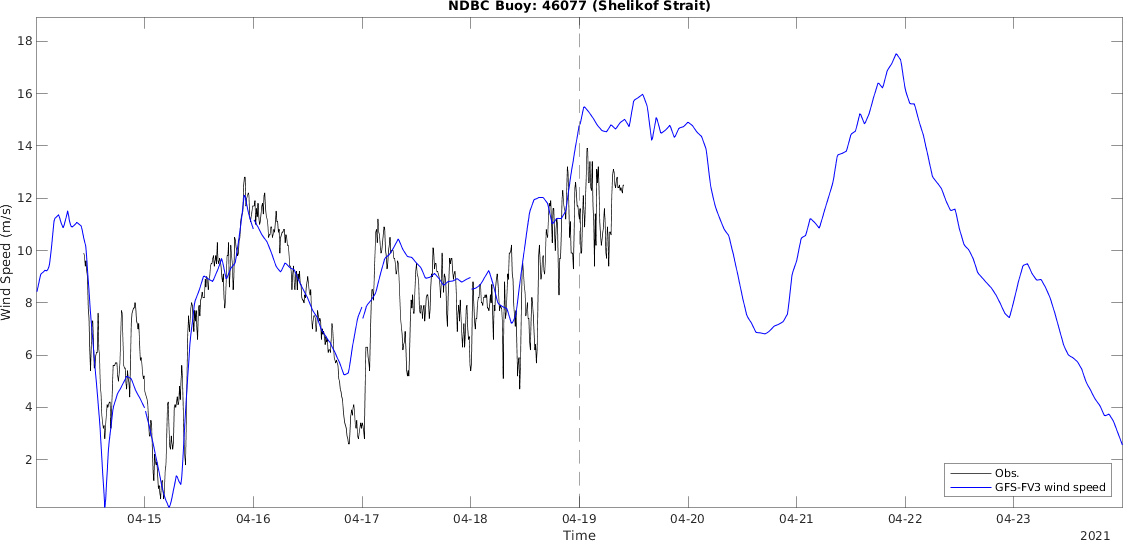 NDBC Buoy: 46077 (Shelikof Strait)
18
16
14
12
10
8
6
4
2
Wind Speed (m/s)
04-15 04-16 04-17 04-18 04-19 04-20 04-21 04-22 04-23
Time
2021
Obs.
GFS-FV3 wind speed